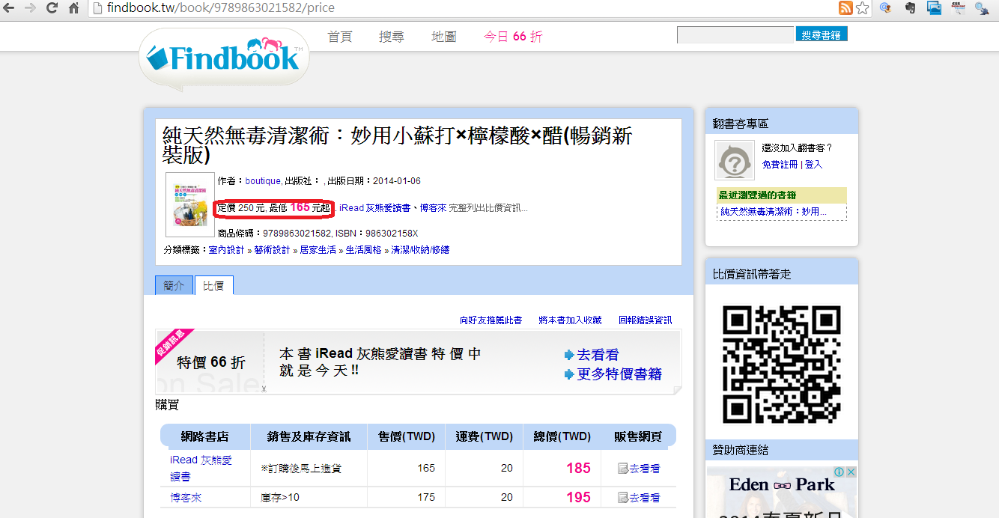 findbook.tw/book/9789863021582/price
Findbook™
首頁 搜尋 地圖 今日 66 折
搜尋書籍
純天然無毒清潔術：妙用小蘇打×檸檬酸×醋(暢銷新
裝版)
作者：boutique, 出版社： , 出版日期：2014-01-06
定價 250 元, 最低 165 元起. iRead 灰熊愛讀書、博客來 完整列出比價資訊...
商品條碼：9789863021582, ISBN：986302158X
分類標籤：室內設計 » 藝術設計 » 居家生活 » 生活風格 » 清潔/收納/修繕
簡介 比價
向好友推薦此書 將本書加入收藏 回報錯誤資訊
促銷訊息
特價 66 折
on Sale
本 書 iRead 灰熊愛讀書 特 價 中
就 是 今 天 !!
去看看
更多特價書籍
購買
網路書店 銷售及庫存資訊 售價(TWD) 運費(TWD) 總價(TWD) 販售網頁
iRead 灰熊愛
讀書
※訂購後馬上進貨 165 20 185 去看看
博客來 庫存>10 175 20 195 去看看
翻書客專區
還沒加入翻書客？
免費註冊 | 登入
最近瀏覽過的書籍
純天然無毒清潔術：妙用...
比價資訊帶著走
贊助商連結
Eden Park